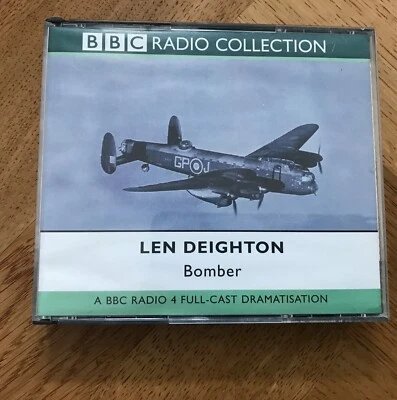 BBC RADIO COLLECTION
GP J
LEN DEIGHTON
Bomber
A BBC RADIO 4 FULL-CAST DRAMATISATION